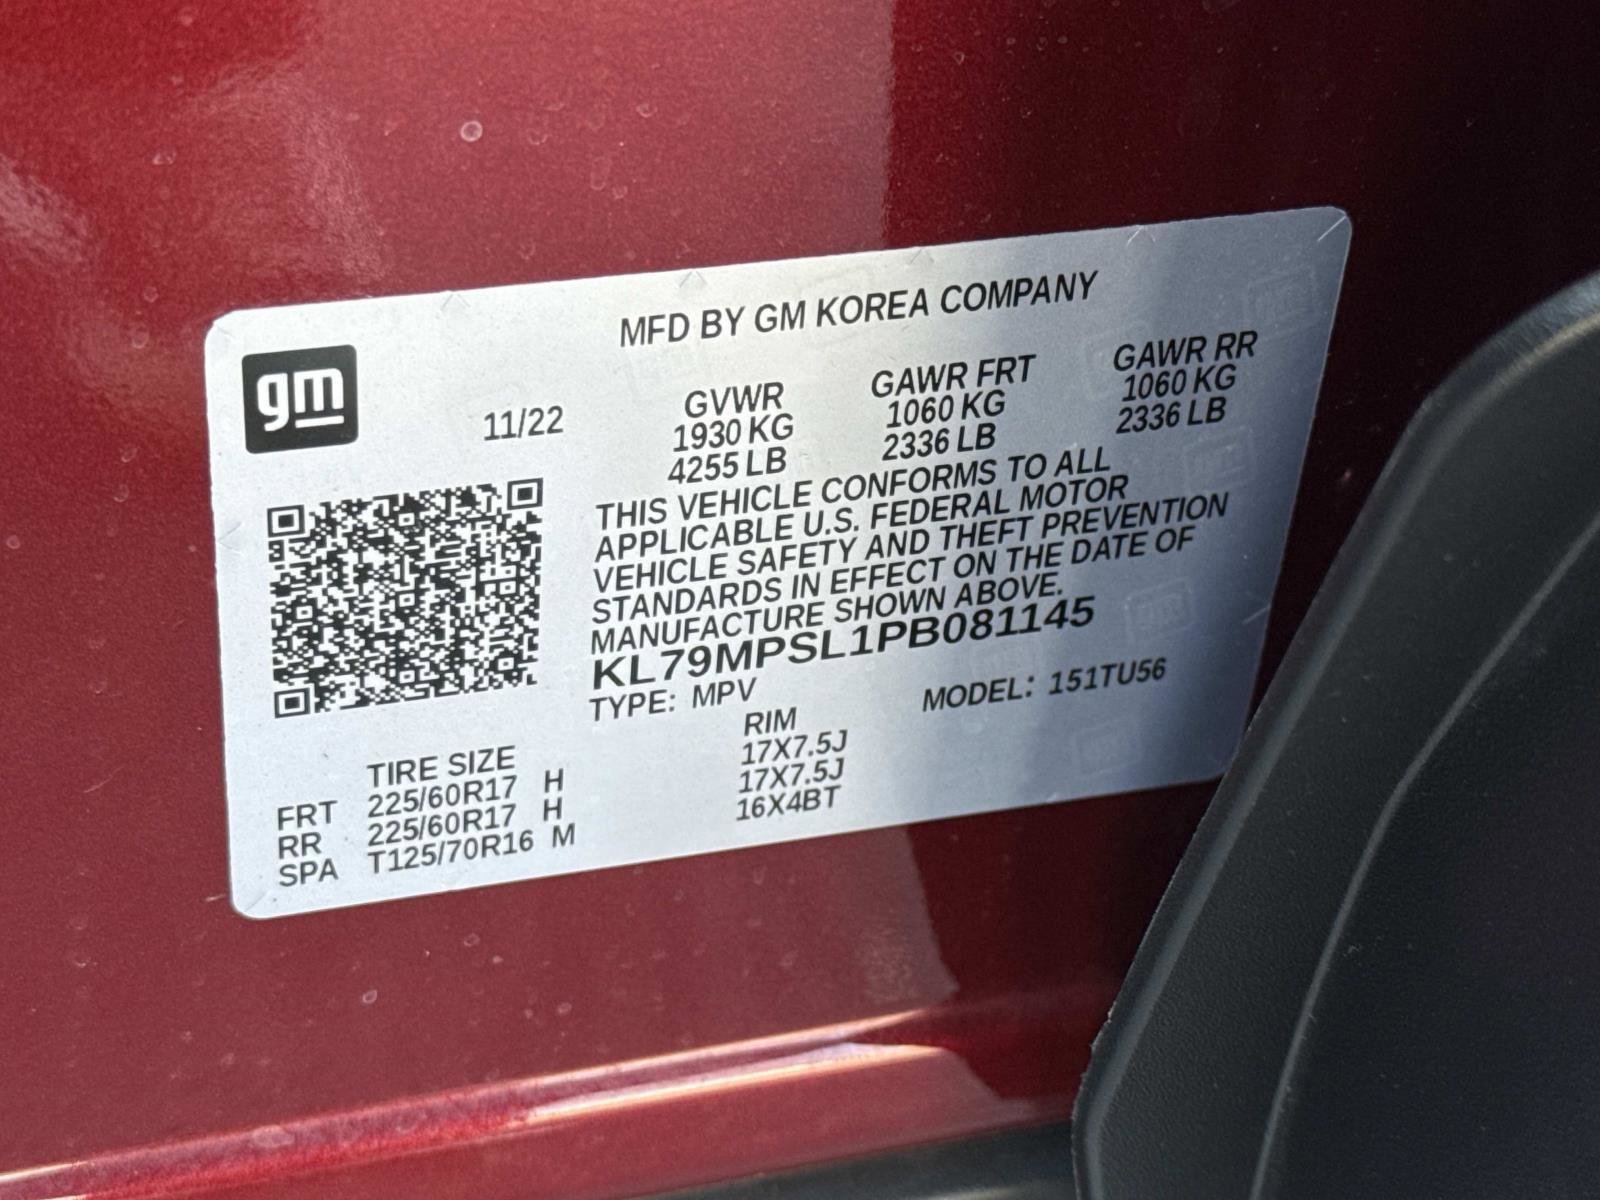 MFD BY GM KOREA COMPANY
gm
11/22
GVWR
1930 KG
4255 LB
GAWR FRT
1060 KG
2336 LB
GAWR RR
1060 KG
2336 LB
THIS VEHICLE CONFORMS TO ALL
APPLICABLE U.S. FEDERAL MOTOR
VEHICLE SAFETY AND THEFT PREVENTION
STANDARDS IN EFFECT ON THE DATE OF
MANUFACTURE SHOWN ABOVE.
KL79MPSL1PB081145
TYPE: MPV
MODEL: 151TU56
TIRE SIZE RIM
FRT 225/60R17 H 17X7.5J
RR 225/60R17 H 17X7.5J
SPA T125/70R16 M 16X4BT